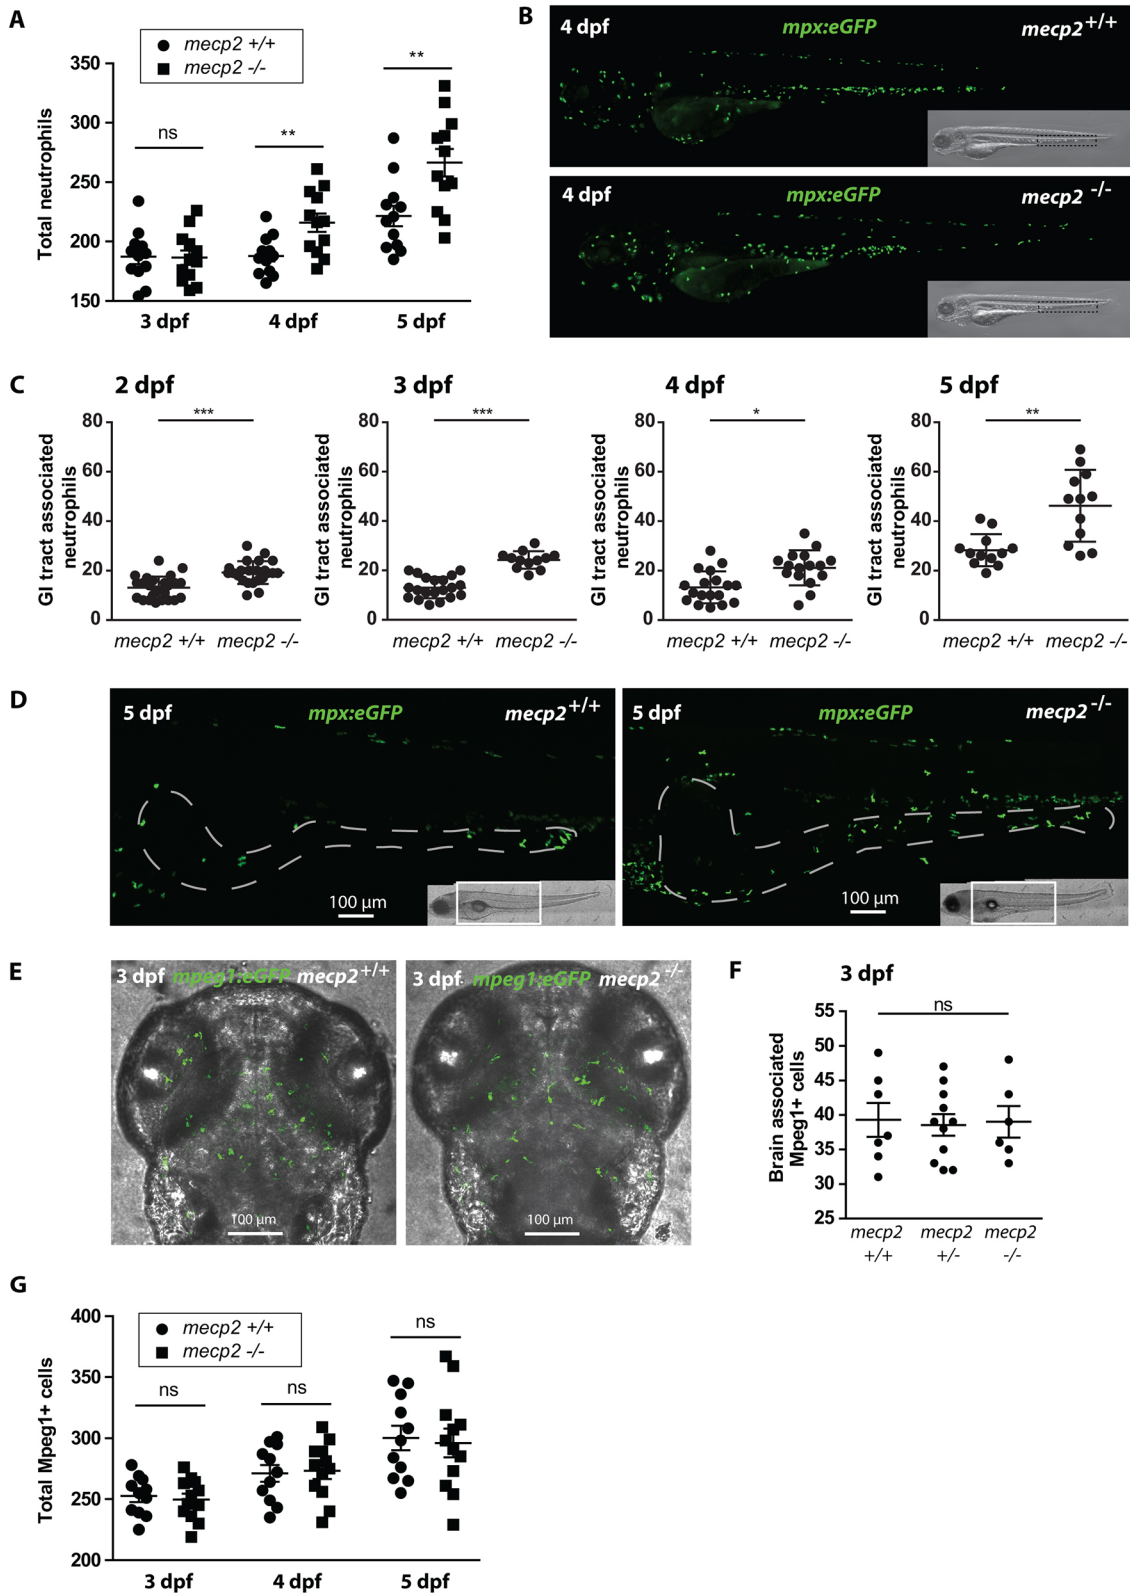 A
mecp2 +/+
mecp2 -/-
Total neutrophils
350
300
250
200
150
ns
**
**
3 dpf
4 dpf
5 dpf
B
4 dpf
mpx:eGFP
mecp2+/+
4 dpf
mpx:eGFP
mecp2 -/-
C
2 dpf
GI tract associated
neutrophils
80
60
40
20
0
***
mecp2 +/+
mecp2 -/-
3 dpf
GI tract associated
neutrophils
80
60
40
20
0
***
mecp2 +/+
mecp2 -/-
4 dpf
GI tract associated
neutrophils
80
60
40
20
0
*
mecp2 +/+
mecp2 -/-
5 dpf
GI tract associated
neutrophils
80
60
40
20
0
**
mecp2 +/+
mecp2 -/-
D
5 dpf
mpx:eGFP
mecp2+/+
100 µm
5 dpf
mpx:eGFP
mecp2-/-
100 µm
E
3 dpf mpeg1:eGFP mecp2+/+
100 µm
3 dpf mpeg1:eGFP mecp2-/-
100 µm
F
3 dpf
Brain associated
Mpeg1+ cells
55
50
45
40
35
30
25
ns
mecp2
+/+
mecp2
+/-
mecp2
-/-
G
mecp2 +/+
mecp2 -/-
Total Mpeg1+ cells
400
350
300
250
200
ns
ns
ns
3 dpf
4 dpf
5 dpf